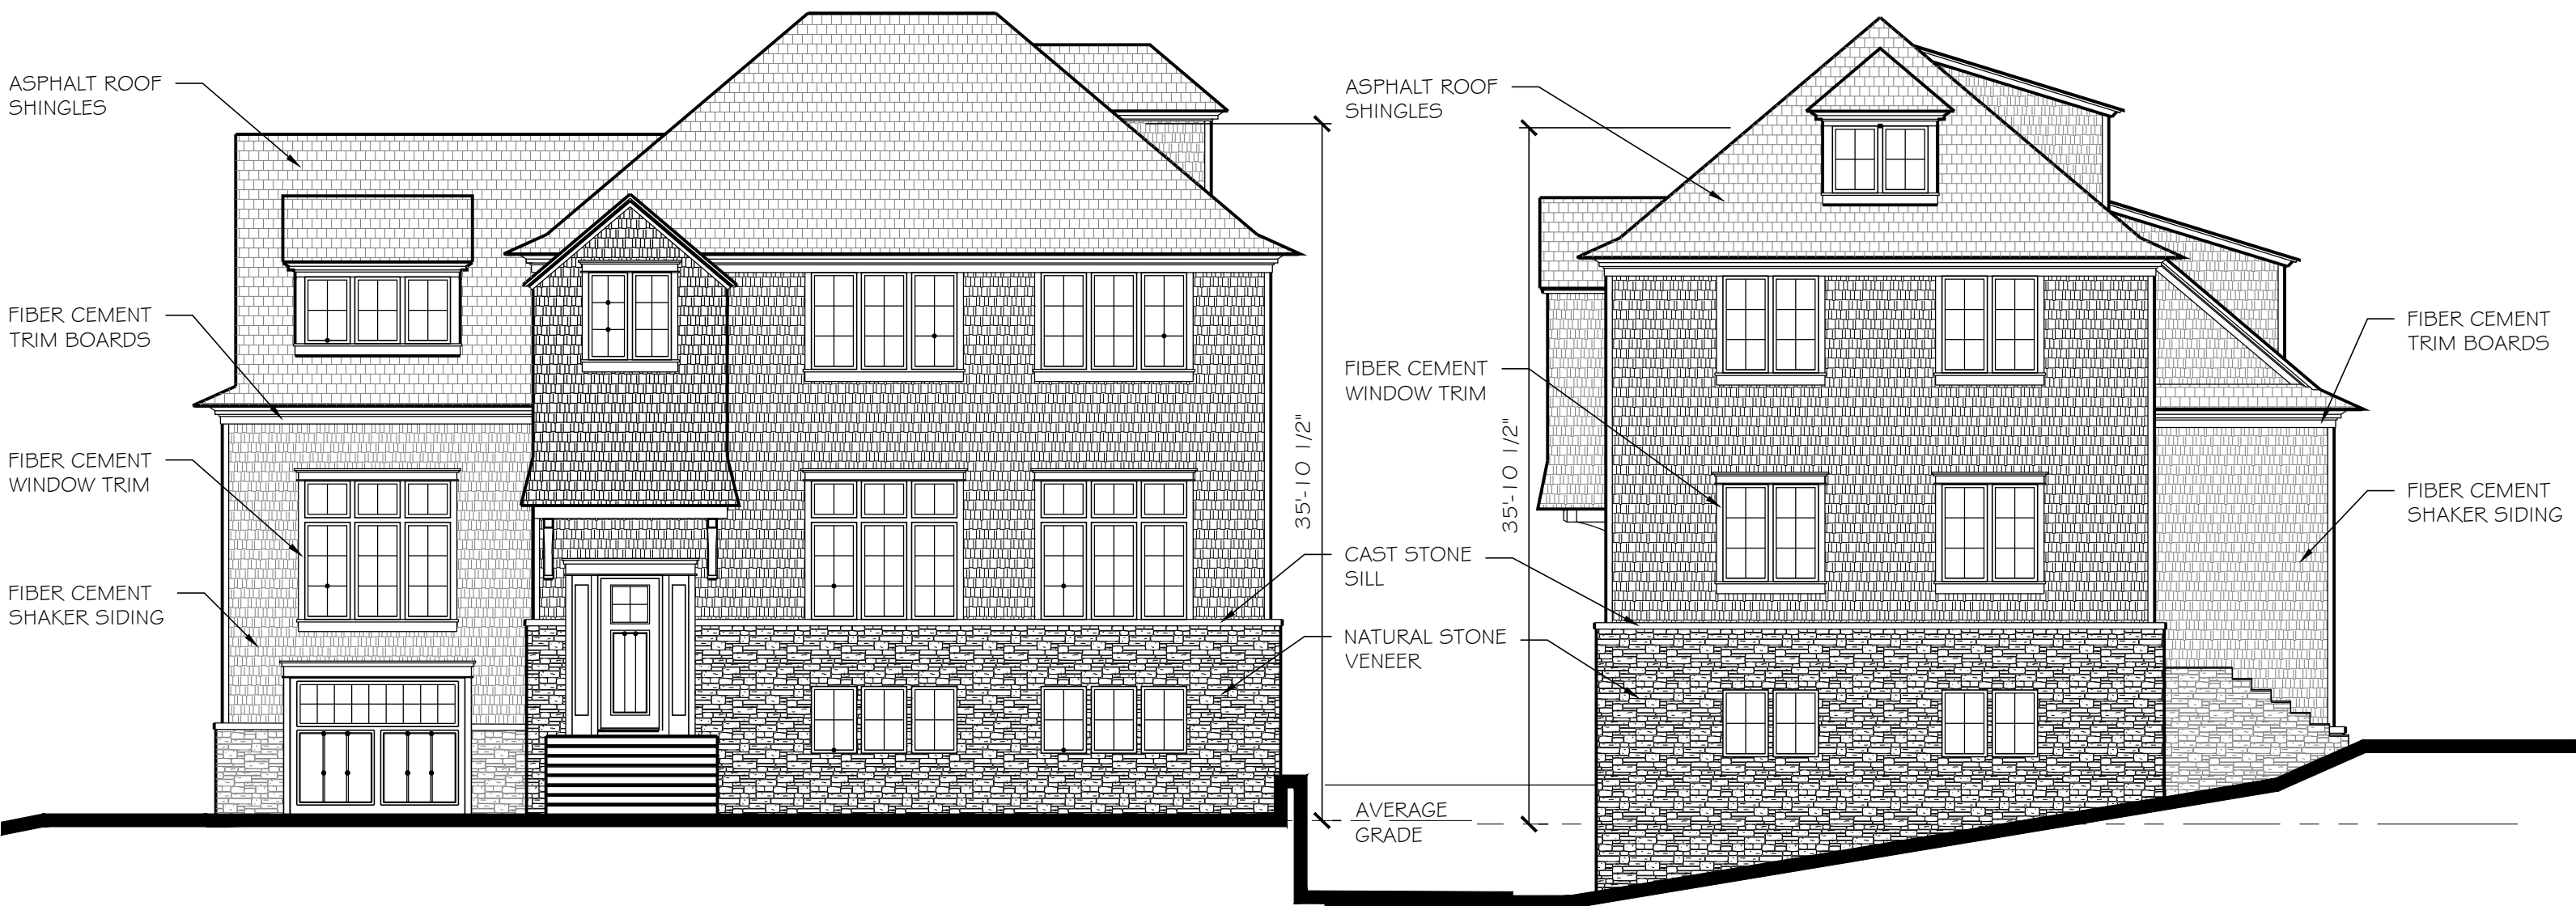 ASPHALT ROOF
SHINGLES
FIBER CEMENT
TRIM BOARDS
FIBER CEMENT
WINDOW TRIM
FIBER CEMENT
SHAKER SIDING
35'-10 1/2"
ASPHALT ROOF
SHINGLES
FIBER CEMENT
WINDOW TRIM
35'-10 1/2"
CAST STONE
SILL
NATURAL STONE
VENEER
AVERAGE
GRADE
FIBER CEMENT
TRIM BOARDS
FIBER CEMENT
SHAKER SIDING